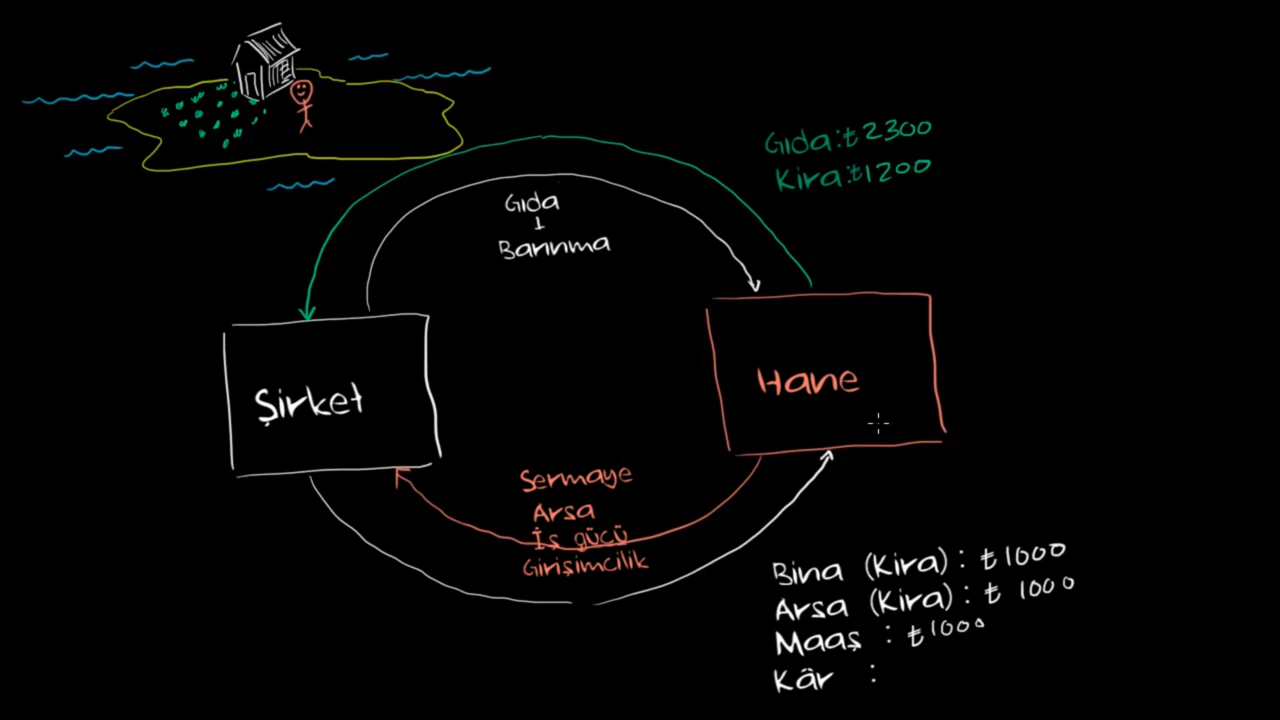 Gıda:₺2300
Kira:₺1200
Gıda
1
Barınma
Şirket
Hane
Sermaye
Arsa
İş gücü
Girişimcilik
Bina (Kira) : ₺1000
Arsa (Kira) : ₺ 1000
Maaş : ₺1000
Kâr :